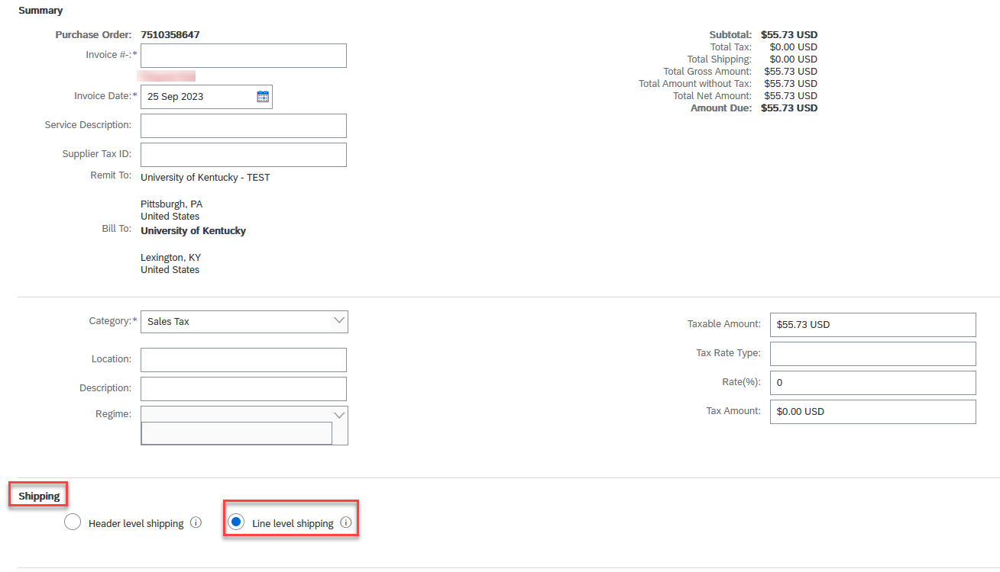 Summary
Purchase Order: 7510358647
Invoice #-:*
Invoice Date:* 25 Sep 2023
Service Description:
Supplier Tax ID:
Remit To: University of Kentucky - TEST
Pittsburgh, PA
United States
Bill To: University of Kentucky
Lexington, KY
United States
Subtotal: $55.73 USD
Total Tax: $0.00 USD
Total Shipping: $0.00 USD
Total Gross Amount: $55.73 USD
Total Amount without Tax: $55.73 USD
Total Net Amount: $55.73 USD
Amount Due: $55.73 USD
Category:* Sales Tax
Location:
Description:
Regime:
Taxable Amount: $55.73 USD
Tax Rate Type:
Rate(%): 0
Tax Amount: $0.00 USD
Shipping
Header level shipping
Line level shipping